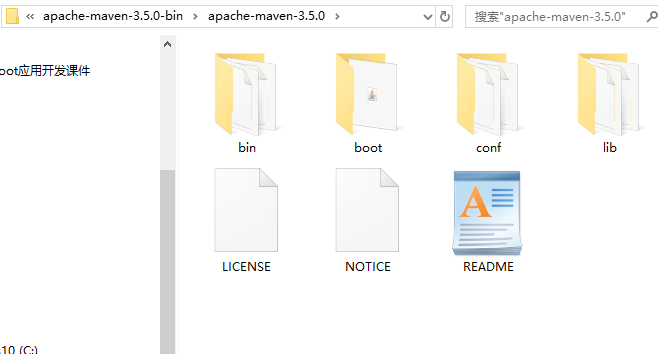 « apache-maven-3.5.0-bin › apache-maven-3.5.0 ›
搜索"apache-maven-3.5.0"
oot应用开发课件
bin
boot
conf
lib
LICENSE
NOTICE
README
10 (C:)